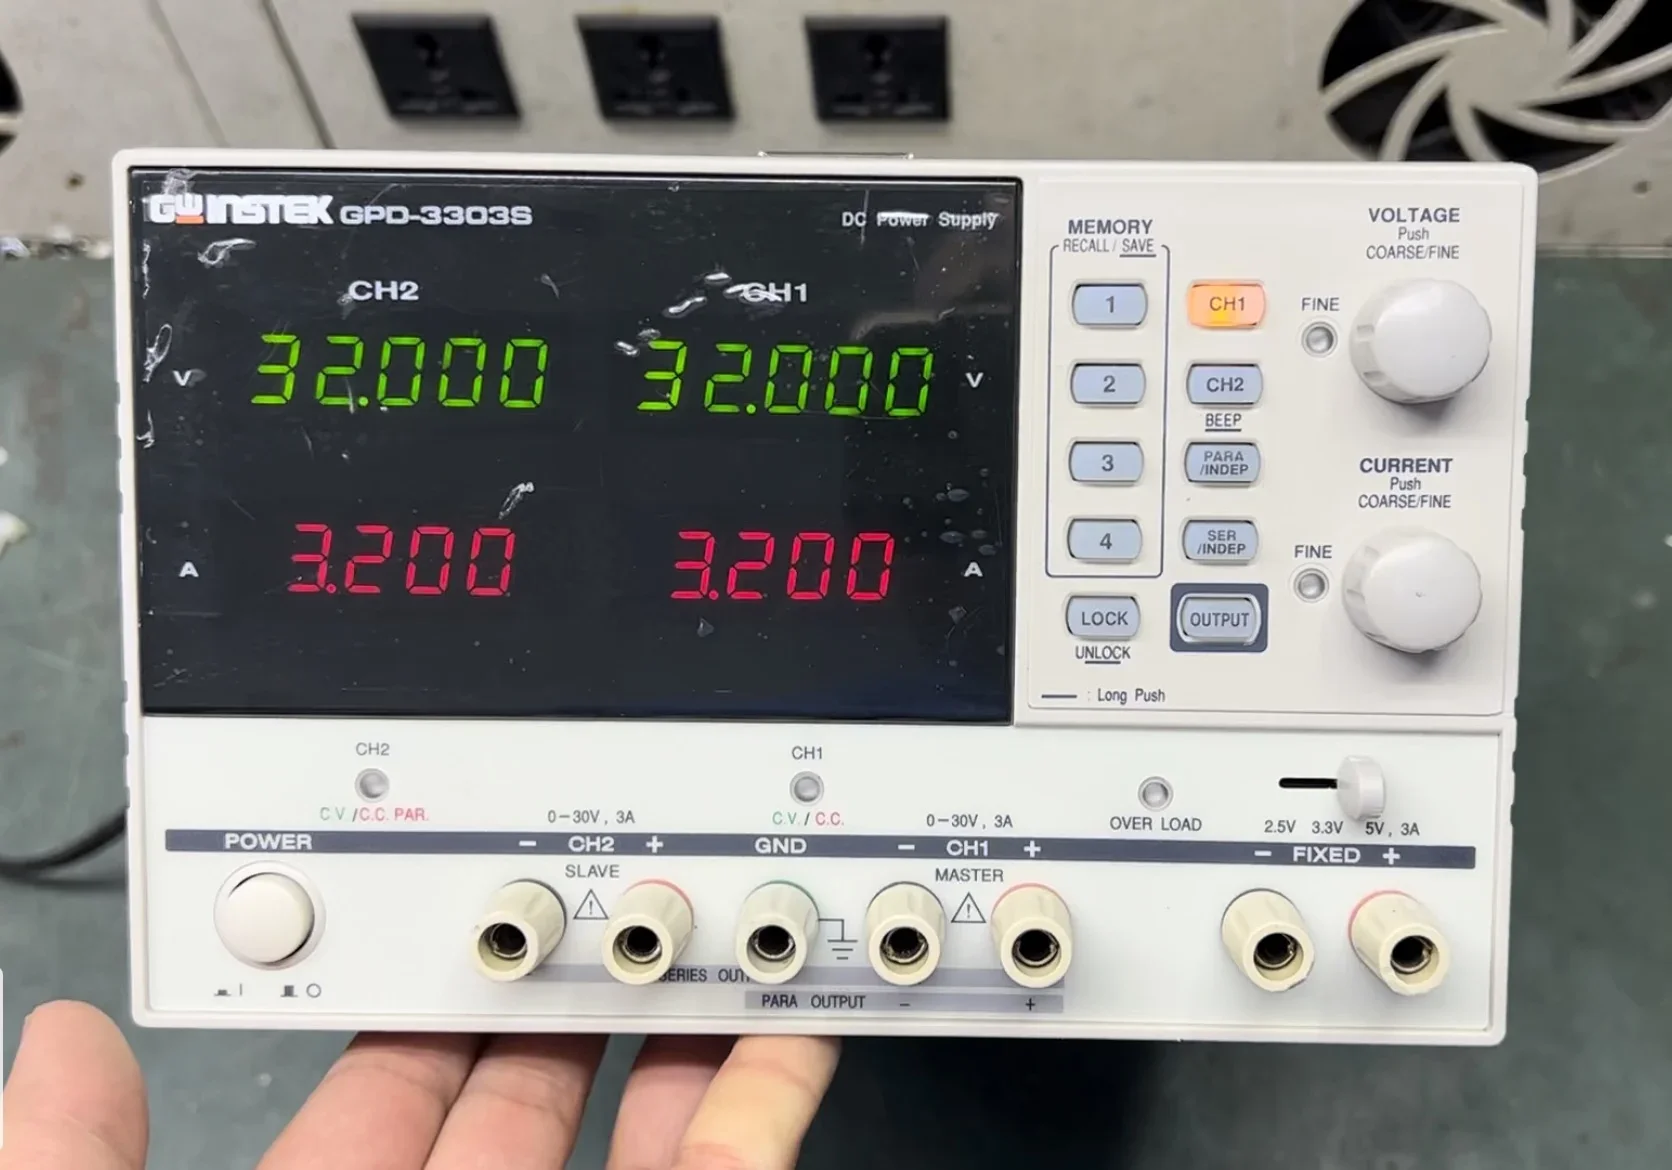 GWINSTEK GPD-3303S
DC Power Supply
CH2
CH1
V 32.000
32.000 V
A 3.200
3.200 A
MEMORY
RECALL / SAVE
1
2
3
4
LOCK
UNLOCK
CH1
CH2
BEEP
PARA
/INDEP
SER
/INDEP
OUTPUT
: Long Push
VOLTAGE
Push
COARSE/FINE
FINE
CURRENT
Push
COARSE/FINE
FINE
CH2
C.V./C.C. PAR.
CH1
C.V./C.C.
OVER LOAD
2.5V 3.3V 5V, 3A
0-30V, 3A
0-30V, 3A
POWER
- CH2 +
GND
- CH1 +
- FIXED +
SLAVE
MASTER
SERIES OUT
PARA OUTPUT - +